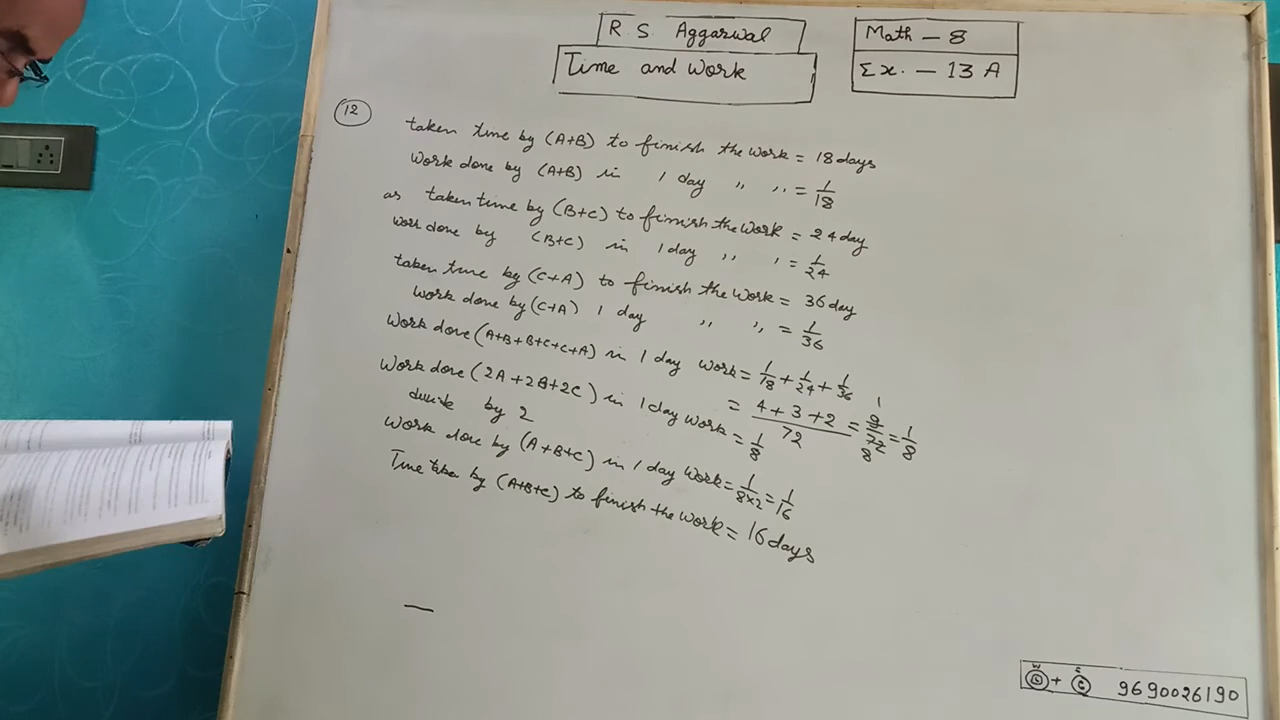 R S Aggarwal
Time and Work
Math - 8
Ex. - 13 A
12
taken time by (A+B) to finish the work = 18 days
Work done by (A+B) in 1 day ,, ,, = 1/18
as taken time by (B+C) to finish the work = 24 day
work done by (B+C) in 1 day ,, ,, = 1/24
taken time by (C+A) to finish the work = 36 day
Work done by (C+A) 1 day ,, ,, = 1/36
Work done (A+B+B+C+C+A) in 1 day work = 1/18 + 1/24 + 1/36
= 4+3+2/72 = 9/72 = 1/8
1
8
Work done (2A+2B+2C) in 1 day work = 1/8
divide by 2
Work done by (A+B+C) in 1 day work = 1/8×2 = 1/16
Time taken by (A+B+C) to finish the work = 16 days
9690026190